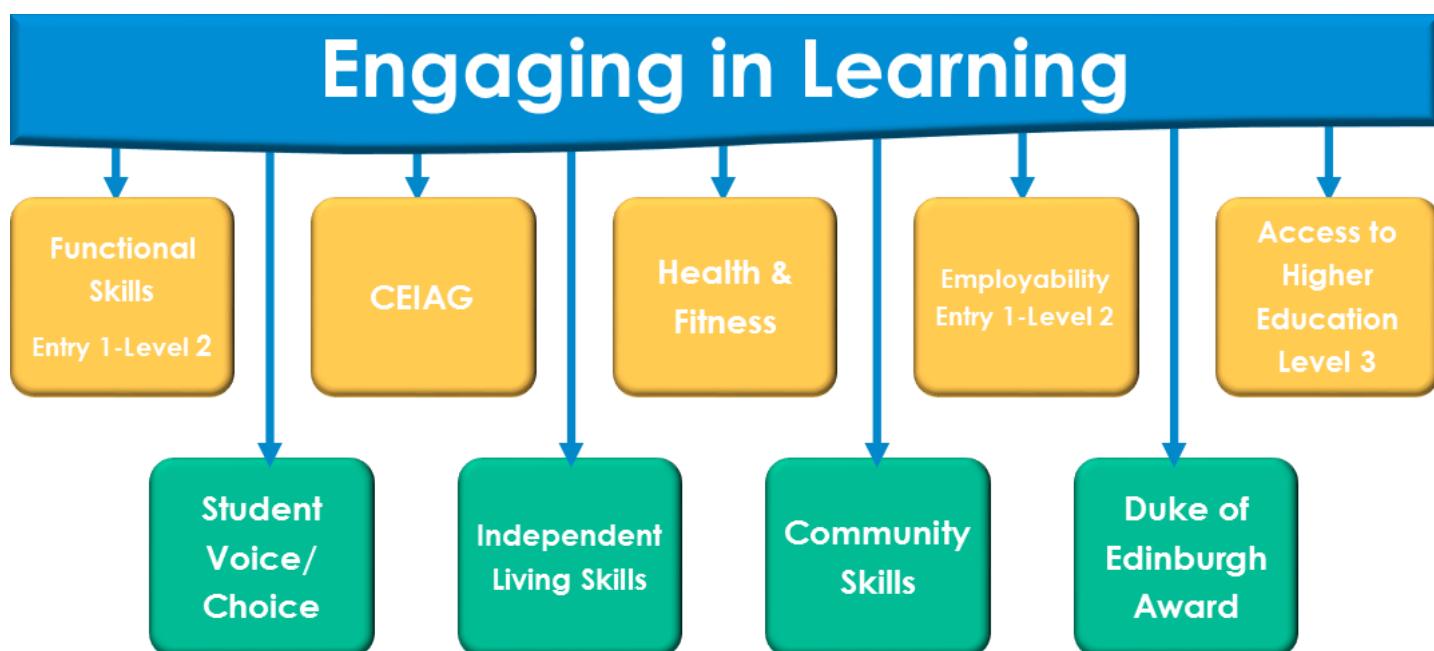 Engaging in Learning
Functional
Skills
Entry 1-Level 2
CEIAG
Health &
Fitness
Employability
Entry 1-Level 2
Access to
Higher
Education
Level 3
Student
Voice/
Choice
Independent
Living Skills
Community
Skills
Duke of
Edinburgh
Award